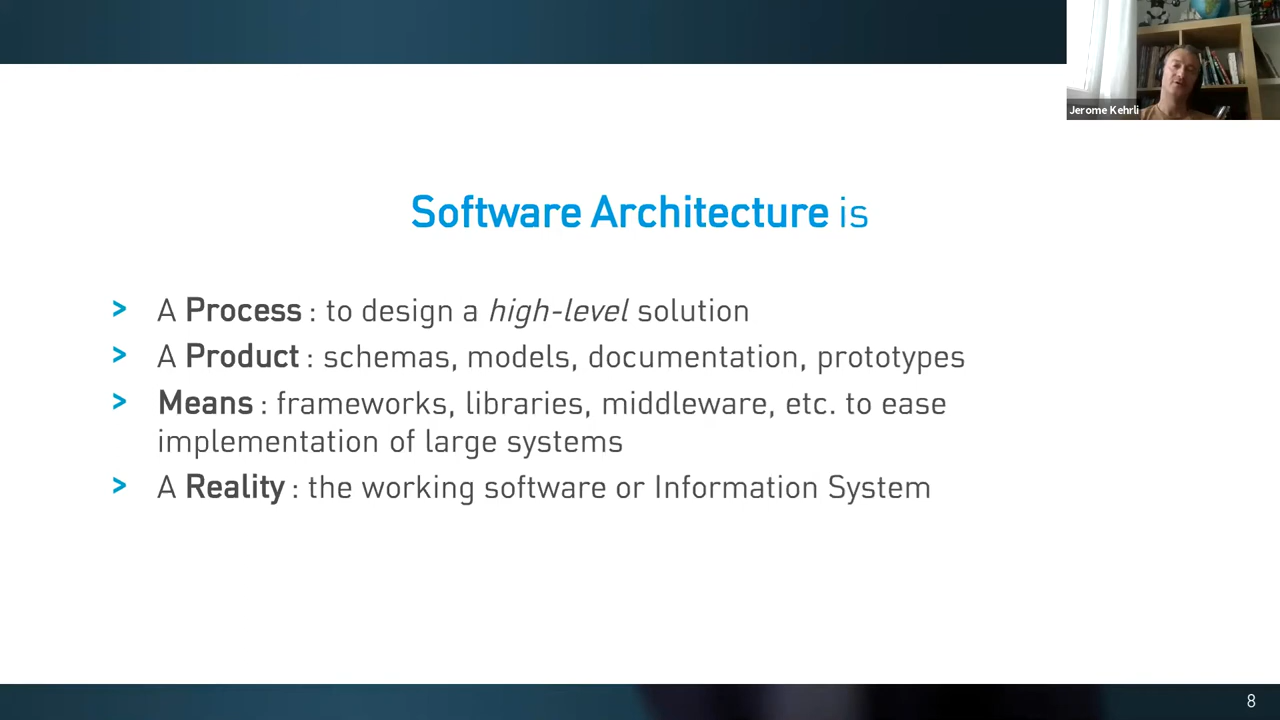 Jerome Kehrli
Software Architecture is
> A Process : to design a high-level solution
> A Product : schemas, models, documentation, prototypes
> Means : frameworks, libraries, middleware, etc. to ease
implementation of large systems
> A Reality : the working software or Information System
8